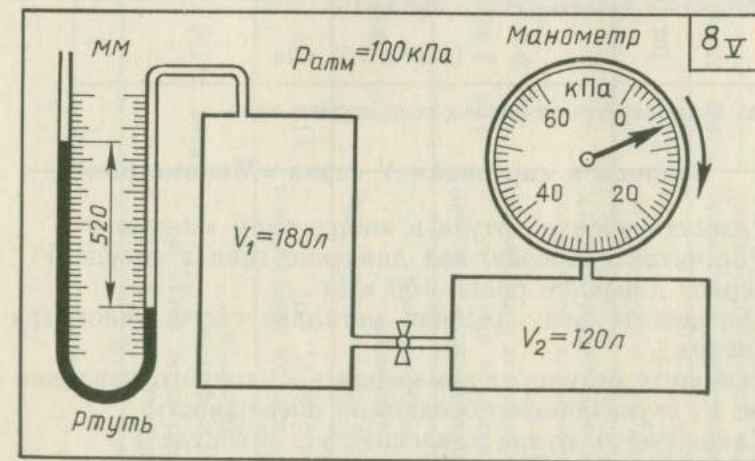 мм
Pатм=100кПа
Манометр
8 V
кПа
60 0
40 20
520
V₁=180л
V₂=120л
Ртуть